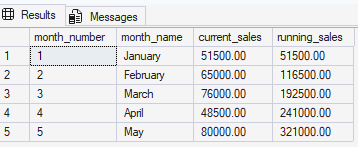 Results Messages
month_number month_name current_sales running_sales
1 1 January 51500.00 51500.00
2 2 February 65000.00 116500.00
3 3 March 76000.00 192500.00
4 4 April 48500.00 241000.00
5 5 May 80000.00 321000.00